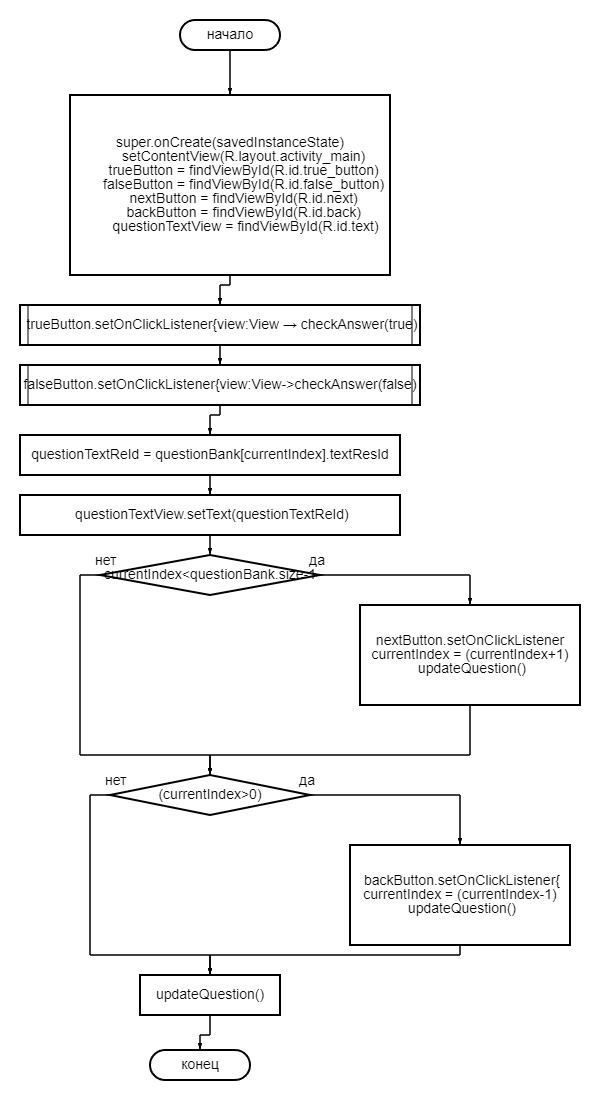 начало
super.onCreate(savedInstanceState)
setContentView(R.layout.activity_main)
trueButton = findViewById(R.id.true_button)
falseButton = findViewById(R.id.false_button)
nextButton = findViewById(R.id.next)
backButton = findViewById(R.id.back)
questionTextView = findViewById(R.id.text)
trueButton.setOnClickListener{view:View → checkAnswer(true)
falseButton.setOnClickListener{view:View->checkAnswer(false)
questionTextReId = questionBank[currentIndex].textResId
questionTextView.setText(questionTextReId)
нет
да
currentIndex<questionBank.size-1
nextButton.setOnClickListener
currentIndex = (currentIndex+1)
updateQuestion()
нет
да
(currentIndex>0)
backButton.setOnClickListener{
currentIndex = (currentIndex-1)
updateQuestion()
updateQuestion()
конец